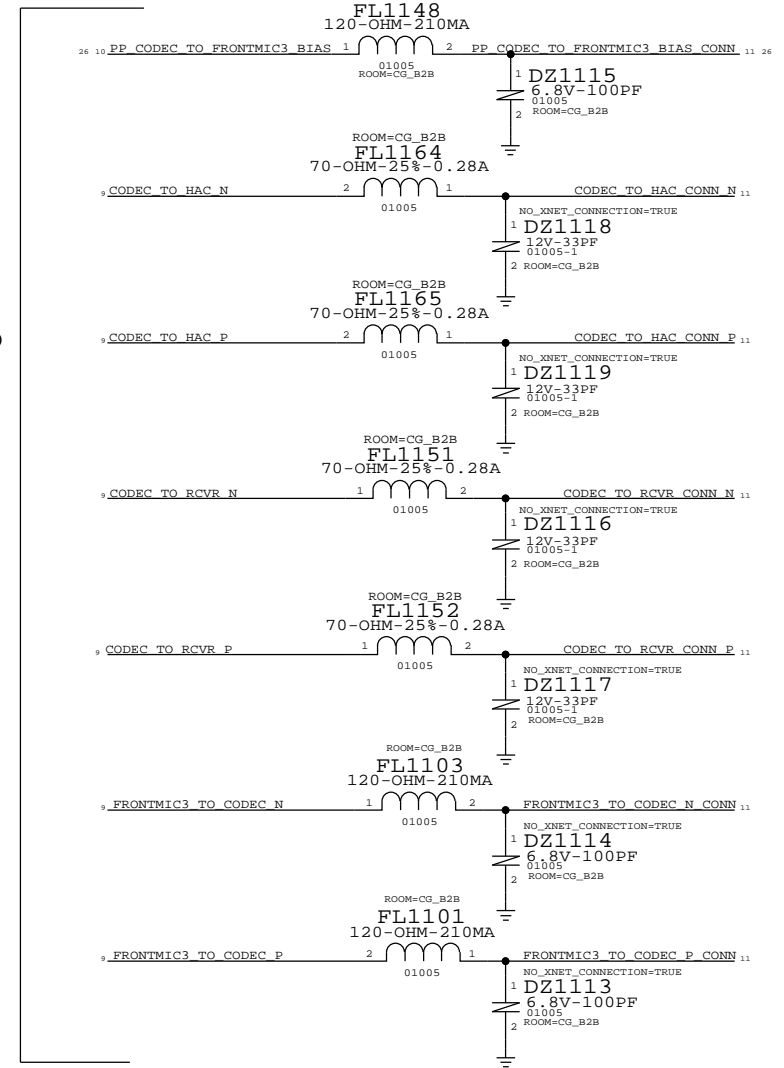 FL1148
120-OHM-210MA
26 10 PP_CODEC_TO_FRONTMIC3_BIAS 1 2 PP_CODEC_TO_FRONTMIC3_BIAS_CONN 11 26
01005
ROOM=CG_B2B
1 DZ1115
6.8V-100PF
01005
2 ROOM=CG_B2B
ROOM=CG_B2B
FL1164
70-OHM-25%-0.28A
9 CODEC_TO_HAC_N 2 1 CODEC_TO_HAC_CONN_N 11
01005
NO_XNET_CONNECTION=TRUE
1 DZ1118
12V-33PF
01005-1
2 ROOM=CG_B2B
ROOM=CG_B2B
FL1165
70-OHM-25%-0.28A
9 CODEC_TO_HAC_P 2 1 CODEC_TO_HAC_CONN_P 11
01005
NO_XNET_CONNECTION=TRUE
1 DZ1119
12V-33PF
01005-1
2 ROOM=CG_B2B
ROOM=CG_B2B
FL1151
70-OHM-25%-0.28A
9 CODEC_TO_RCVR_N 1 2 CODEC_TO_RCVR_CONN_N 11
01005
NO_XNET_CONNECTION=TRUE
1 DZ1116
12V-33PF
01005-1
2 ROOM=CG_B2B
ROOM=CG_B2B
FL1152
70-OHM-25%-0.28A
9 CODEC_TO_RCVR_P 1 2 CODEC_TO_RCVR_CONN_P 11
01005
NO_XNET_CONNECTION=TRUE
1 DZ1117
12V-33PF
01005-1
2 ROOM=CG_B2B
ROOM=CG_B2B
FL1103
120-OHM-210MA
9 FRONTMIC3_TO_CODEC_N 1 2 FRONTMIC3_TO_CODEC_N_CONN 11
01005
NO_XNET_CONNECTION=TRUE
1 DZ1114
6.8V-100PF
01005
2 ROOM=CG_B2B
ROOM=CG_B2B
FL1101
120-OHM-210MA
9 FRONTMIC3_TO_CODEC_P 2 1 FRONTMIC3_TO_CODEC_P_CONN 11
01005
NO_XNET_CONNECTION=TRUE
1 DZ1113
6.8V-100PF
01005
2 ROOM=CG_B2B